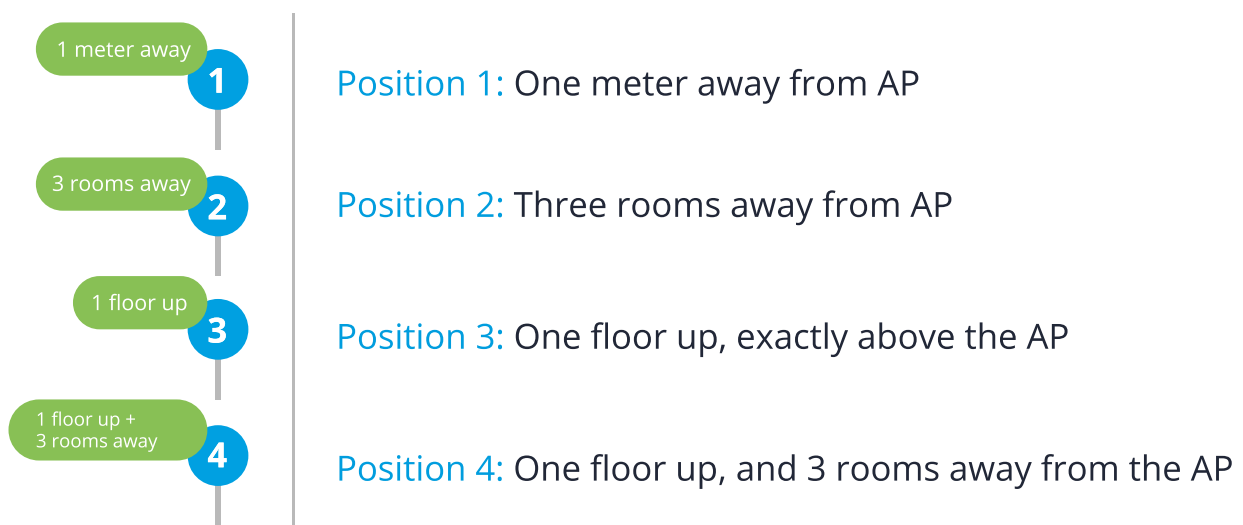 1 meter away
1
Position 1: One meter away from AP
3 rooms away
2
Position 2: Three rooms away from AP
1 floor up
3
Position 3: One floor up, exactly above the AP
1 floor up +
3 rooms away
4
Position 4: One floor up, and 3 rooms away from the AP